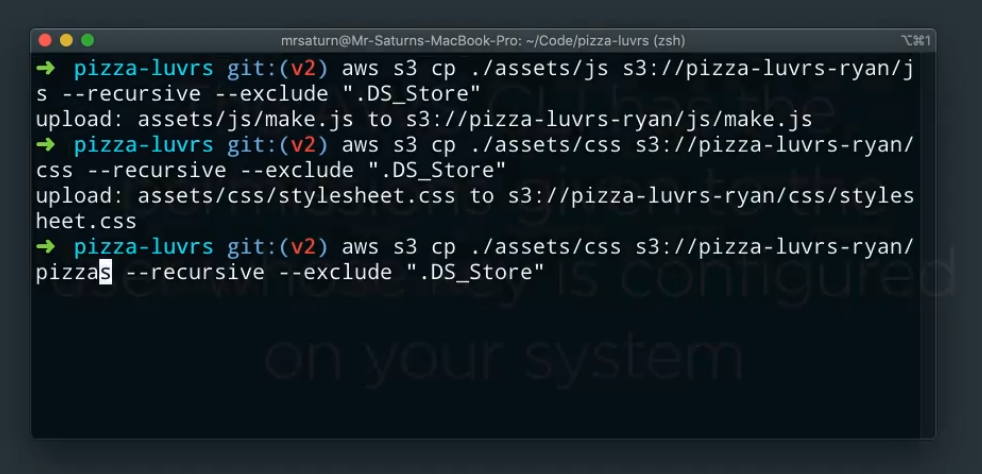 mrsaturn@Mr-Saturns-MacBook-Pro: ~/Code/pizza-luvrs (zsh)
⌥⌘1
➜ pizza-luvrs git:(v2) aws s3 cp ./assets/js s3://pizza-luvrs-ryan/j
s --recursive --exclude ".DS_Store"
upload: assets/js/make.js to s3://pizza-luvrs-ryan/js/make.js
➜ pizza-luvrs git:(v2) aws s3 cp ./assets/css s3://pizza-luvrs-ryan/
css --recursive --exclude ".DS_Store"
upload: assets/css/stylesheet.css to s3://pizza-luvrs-ryan/css/styles
heet.css
➜ pizza-luvrs git:(v2) aws s3 cp ./assets/css s3://pizza-luvrs-ryan/
pizzas --recursive --exclude ".DS_Store"
CLI has the
permissions given to the
user whose key is configured
on your system